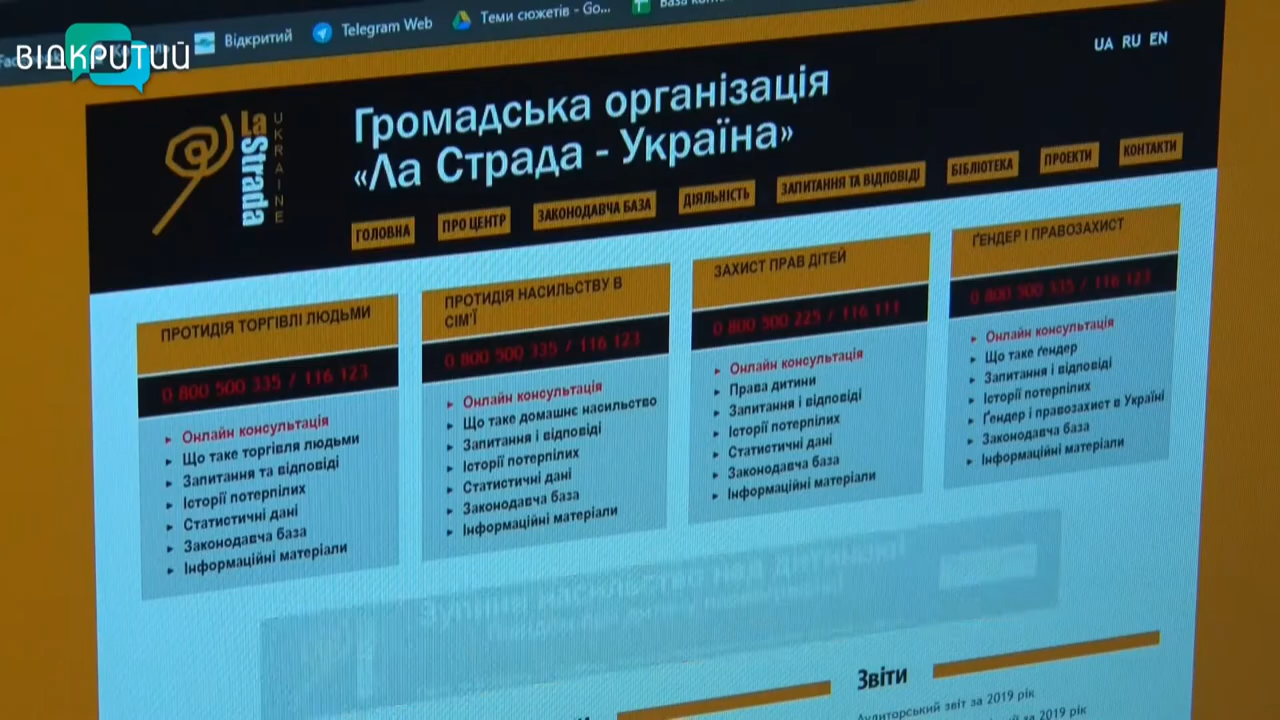 ВІДКРИТИЙ
Відкритий
Telegram Web
Теми сюжетів - Go...
UA RU EN
La Strada
UKRAINE
Громадська організація
«Ла Страда - Україна»
ГОЛОВНА
ПРО ЦЕНТР
ЗАКОНОДАВЧА БАЗА
ДІЯЛЬНІСТЬ
ЗАПИТАННЯ ТА ВІДПОВІДІ
БІБЛІОТЕКА
ПРОЕКТИ
КОНТАКТИ
ПРОТИДІЯ ТОРГІВЛІ ЛЮДЬМИ
0 800 500 335 / 116 123
Онлайн консультація
Що таке торгівля людьми
Запитання та відповіді
Історії потерпілих
Статистичні дані
Законодавча база
Інформаційні матеріали
ПРОТИДІЯ НАСИЛЬСТВУ В
СІМ'Ї
0 800 500 335 / 116 123
Онлайн консультація
Що таке домашнє насильство
Запитання і відповіді
Історії потерпілих
Статистичні дані
Законодавча база
Інформаційні матеріали
ЗАХИСТ ПРАВ ДІТЕЙ
0 800 500 225 / 116 111
Онлайн консультація
Права дитини
Запитання і відповіді
Історії потерпілих
Статистичні дані
Законодавча база
Інформаційні матеріали
ҐЕНДЕР І ПРАВОЗАХИСТ
0 800 500 335 / 116 123
Онлайн консультація
Що таке ґендер
Запитання і відповіді
Історії потерпілих
Ґендер і правозахист в Україні
Законодавча база
Інформаційні матеріали
Зупини насильство над дитиною!
Звіти
Аудиторський звіт за 2019 рік
за 2019 рік